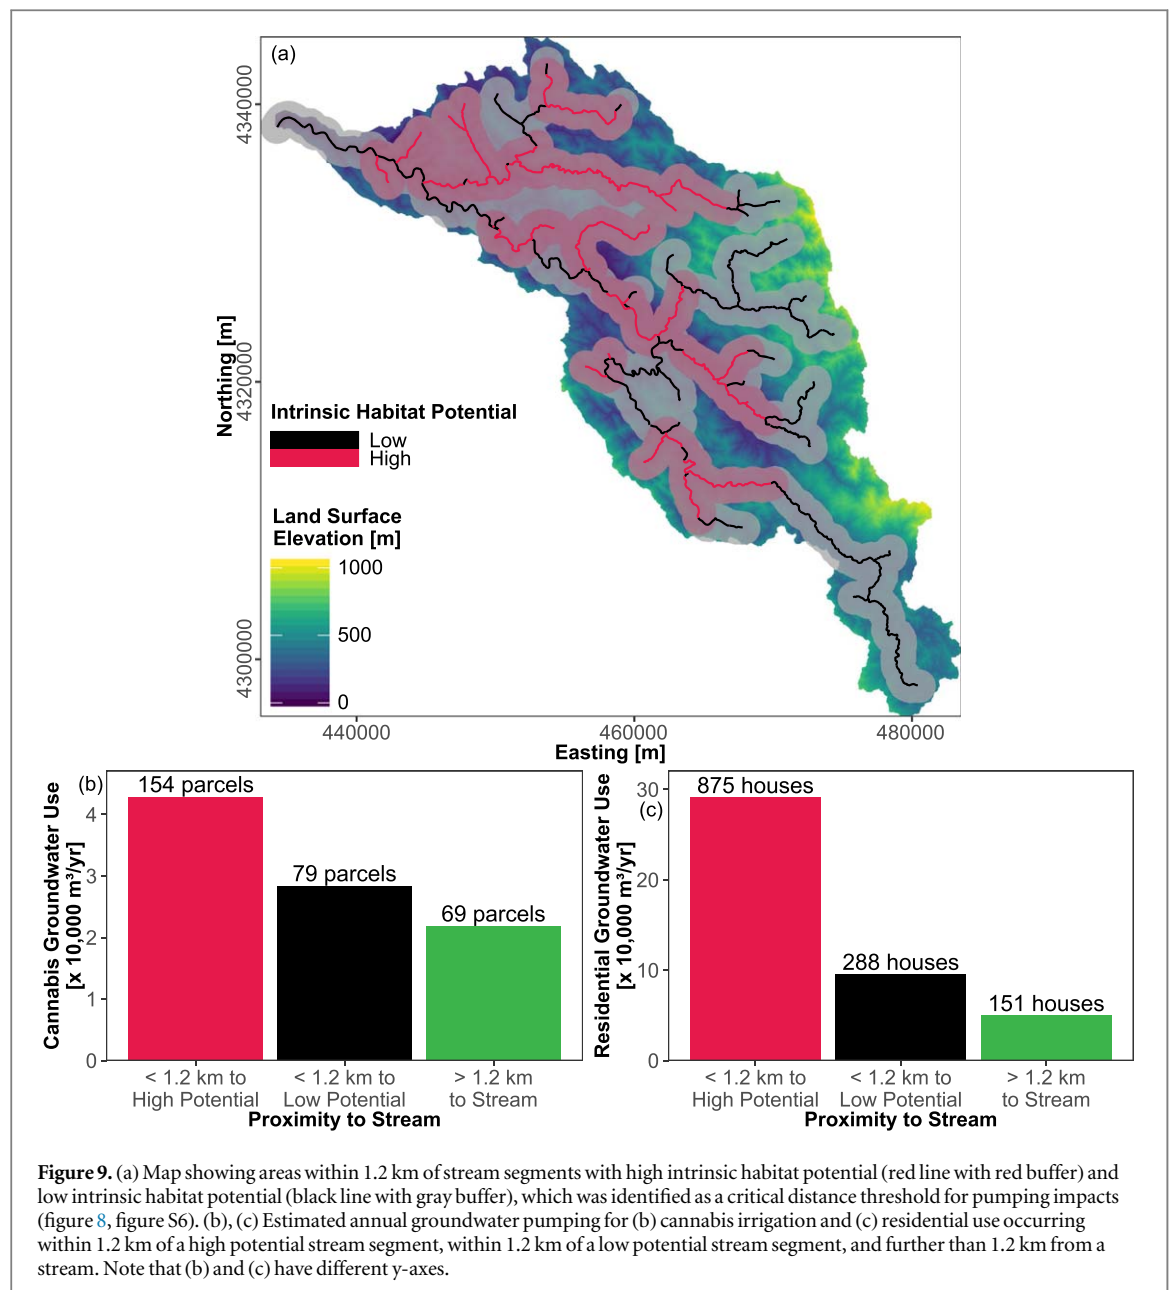 (a)
4340000
4320000
4300000
Northing [m]
Intrinsic Habitat Potential
Low
High
Land Surface
Elevation [m]
1000
500
0
440000
460000
480000
Easting [m]
(b)
154 parcels
79 parcels
69 parcels
4
3
2
1
0
Cannabis Groundwater Use
[x 10,000 m³/yr]
< 1.2 km to
High Potential
< 1.2 km to
Low Potential
> 1.2 km
to Stream
Proximity to Stream
(c)
875 houses
288 houses
151 houses
30
20
10
0
Residential Groundwater Use
[x 10,000 m³/yr]
< 1.2 km to
High Potential
< 1.2 km to
Low Potential
> 1.2 km
to Stream
Proximity to Stream
Figure 9. (a) Map showing areas within 1.2 km of stream segments with high intrinsic habitat potential (red line with red buffer) and
low intrinsic habitat potential (black line with gray buffer), which was identified as a critical distance threshold for pumping impacts
(figure 8, figure S6). (b), (c) Estimated annual groundwater pumping for (b) cannabis irrigation and (c) residential use occurring
within 1.2 km of a high potential stream segment, within 1.2 km of a low potential stream segment, and further than 1.2 km from a
stream. Note that (b) and (c) have different y-axes.